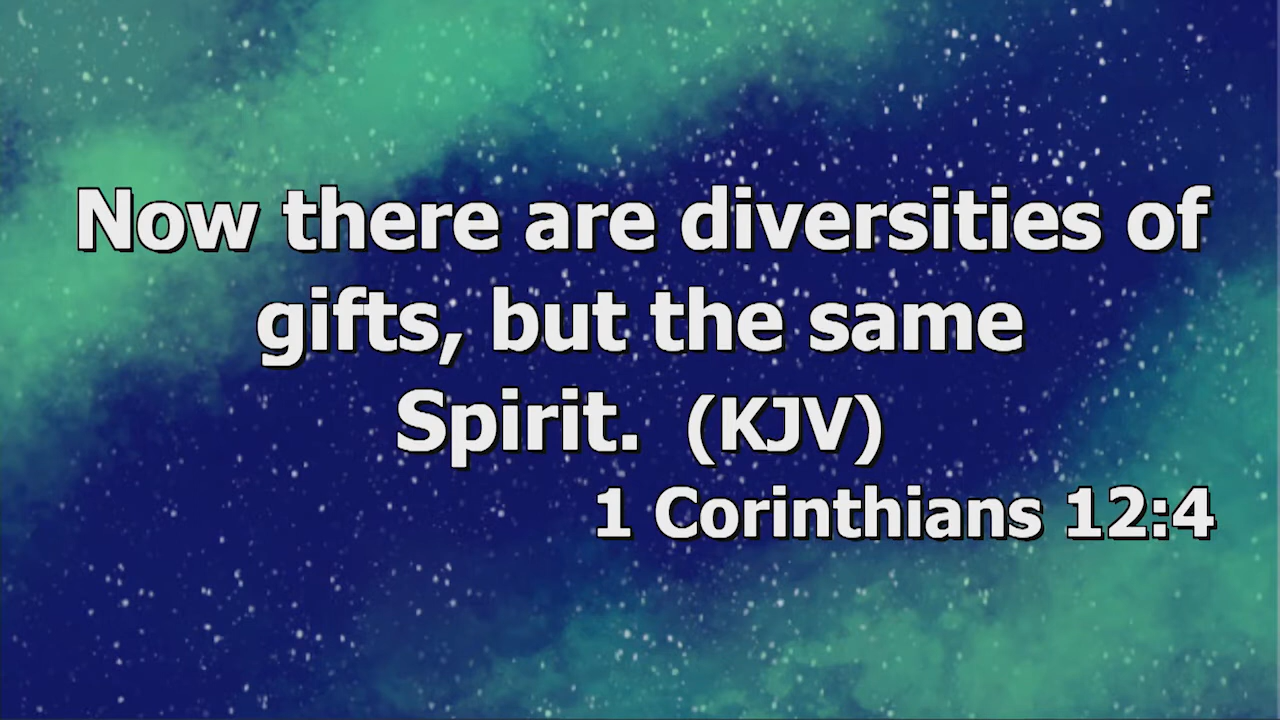 Now there are diversities of
gifts, but the same
Spirit. (KJV)
1 Corinthians 12:4